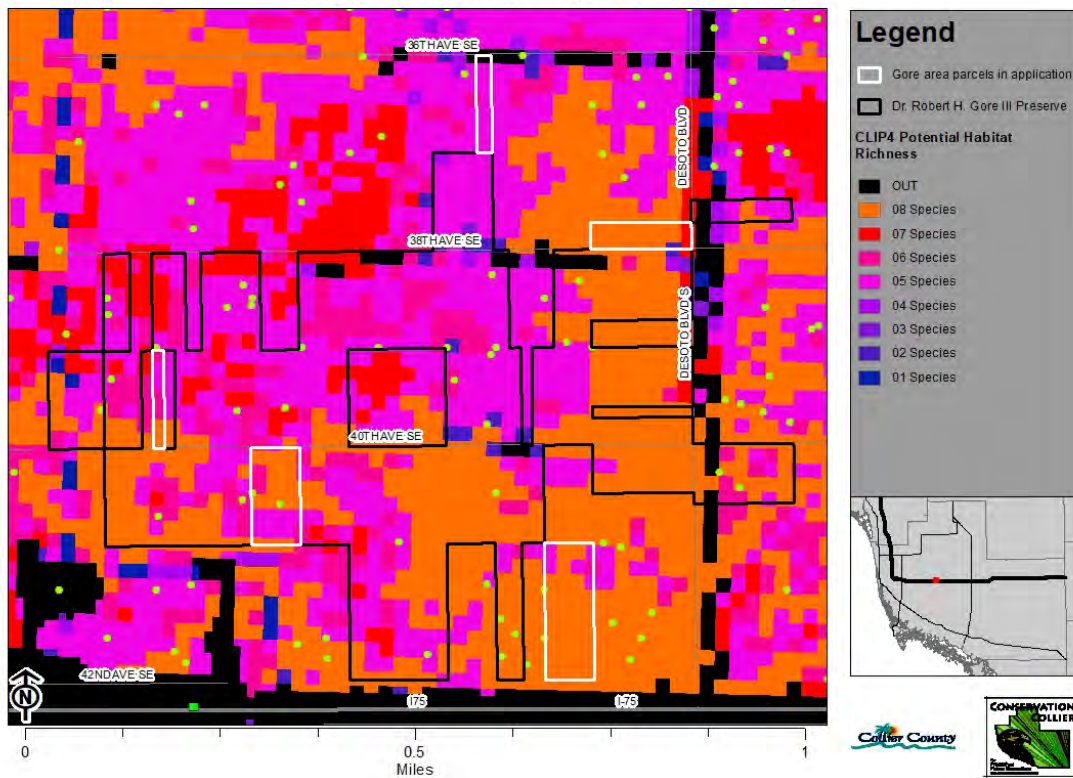 36TH AVE SE
DESOTO BLVD
38TH AVE SE
DESOTO BLVD S
40TH AVE SE
42ND AVE SE
I75
I-75
N
0
0.5
1
Miles
Legend
Gore area parcels in application
Dr. Robert H. Gore III Preserve
CLIP4 Potential Habitat
Richness
OUT
08 Species
07 Species
06 Species
05 Species
04 Species
03 Species
02 Species
01 Species
Collier County
CONSERVATION
COLLIER